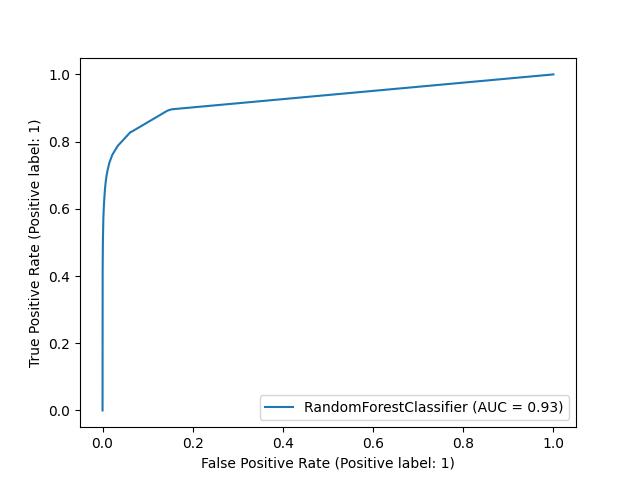 1.0
0.8
0.6
0.4
0.2
0.0
True Positive Rate (Positive label: 1)
RandomForestClassifier (AUC = 0.93)
0.0 0.2 0.4 0.6 0.8 1.0
False Positive Rate (Positive label: 1)